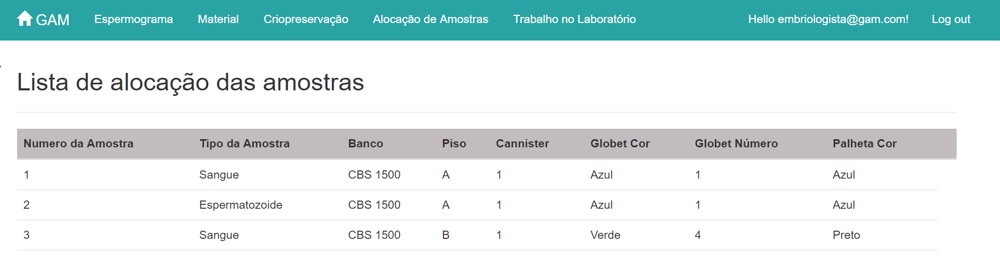 GAM Espermograma Material Criopreservação Alocação de Amostras Trabalho no Laboratório Hello embriologista@gam.com! Log out
Lista de alocação das amostras
Numero da Amostra Tipo da Amostra Banco Piso Cannister Globet Cor Globet Número Palheta Cor
1 Sangue CBS 1500 A 1 Azul 1 Azul
2 Espermatozoide CBS 1500 A 1 Azul 1 Azul
3 Sangue CBS 1500 B 1 Verde 4 Preto